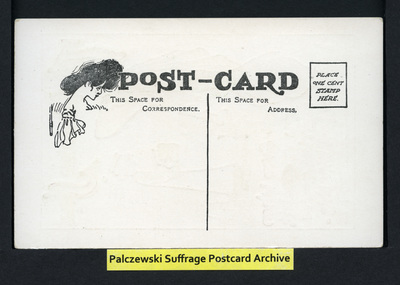 POST-CARD
THIS SPACE FOR
CORRESPONDENCE.
THIS SPACE FOR
ADDRESS.
PLACE
ONE CENT
STAMP
HERE.
Palczewski Suffrage Postcard Archive